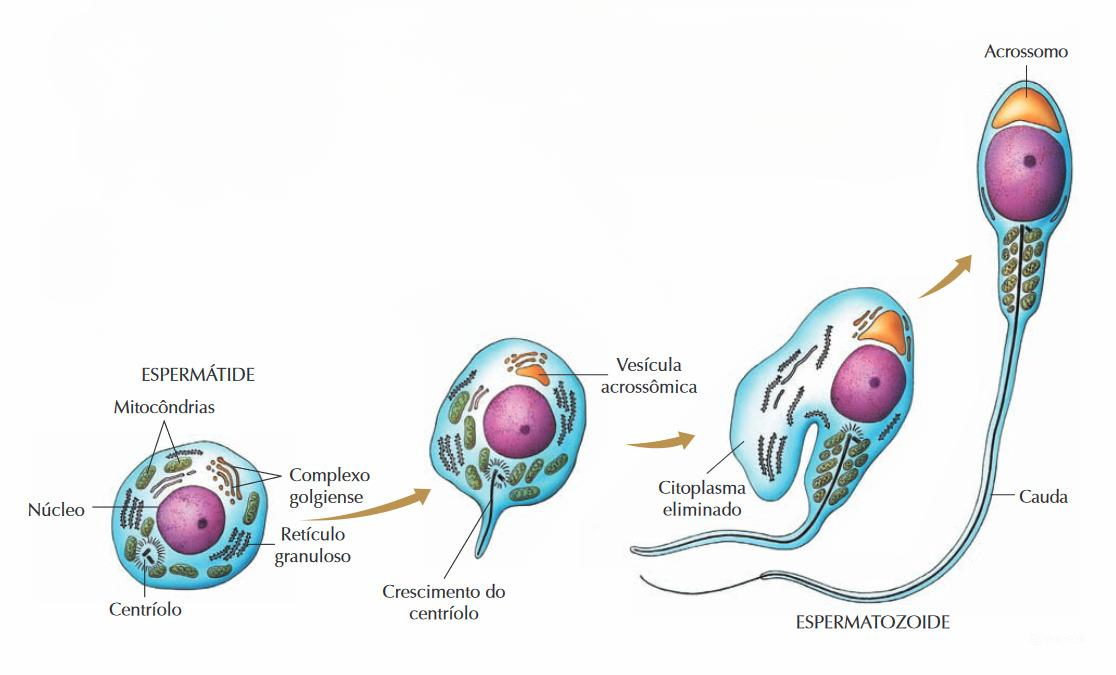 ESPERMÁTIDE
Mitocôndrias
Núcleo
Complexo
golgiense
Retículo
granuloso
Centríolo
Vesícula
acrossômica
Crescimento do
centríolo
Citoplasma
eliminado
Acrossomo
Cauda
ESPERMATOZOIDE